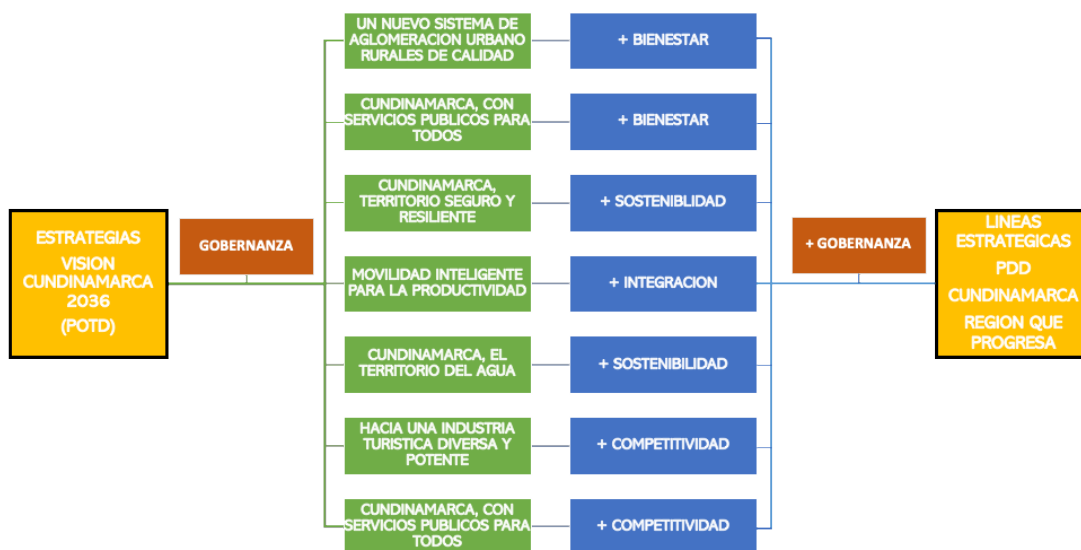 ESTRATEGIAS
VISION
CUNDINAMARCA
2036
(POTD)
GOBERNANZA
UN NUEVO SISTEMA DE
AGLOMERACION URBANO
RURALES DE CALIDAD
+ BIENESTAR
CUNDINAMARCA, CON
SERVICIOS PUBLICOS PARA
TODOS
+ BIENESTAR
CUNDINAMARCA,
TERRITORIO SEGURO Y
RESILIENTE
+ SOSTENIBLIDAD
MOVILIDAD INTELIGENTE
PARA LA PRODUCTVIDAD
+ INTEGRACION
CUNDINAMARCA, EL
TERRITORIO DEL AGUA
+ SOSTENIBILIDAD
HACIA UNA INDUSTRIA
TURISTICA DIVERSA Y
POTENTE
+ COMPETITIVIDAD
CUNDINAMARCA, CON
SERVICIOS PUBLICOS PARA
TODOS
+ COMPETITIVIDAD
+ GOBERNANZA
LINEAS
ESTRATEGICAS
PDD
CUNDINAMARCA
REGION QUE
PROGRESA